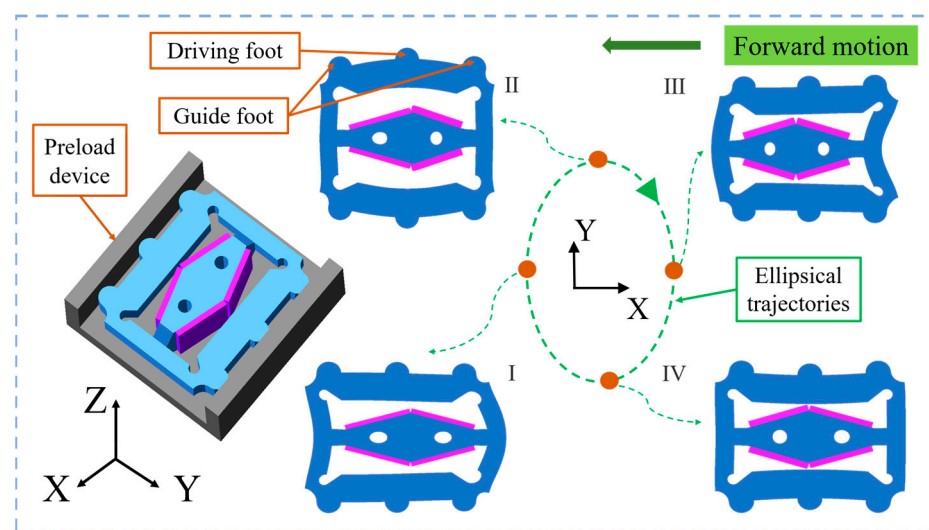 Driving foot
Guide foot
Preload
device
II
Forward motion
III
Y
X
Ellipsical
trajectories
I
IV
Z
X
Y